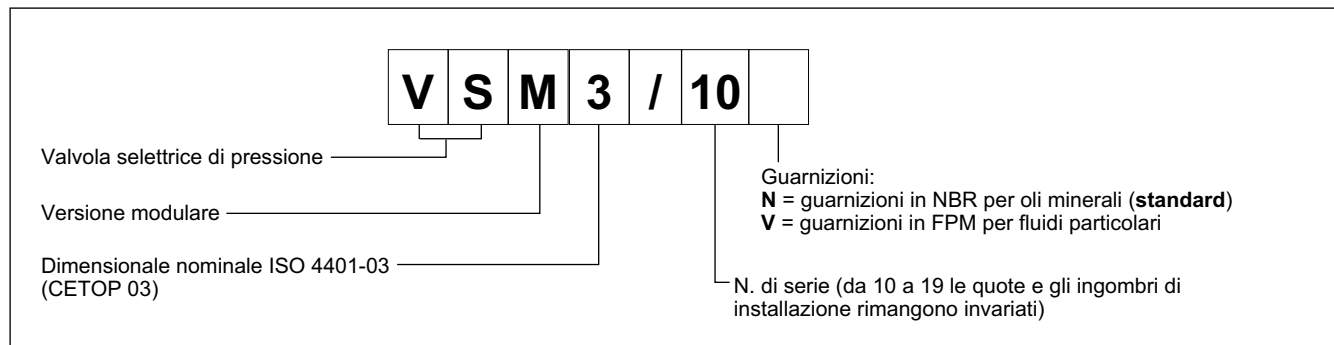 V S M 3 / 10
Valvola selettrice di pressione
Versione modulare
Dimensionale nominale ISO 4401-03
(CETOP 03)
Guarnizioni:
N = guarnizioni in NBR per oli minerali (standard)
V = guarnizioni in FPM per fluidi particolari
N. di serie (da 10 a 19 le quote e gli ingombri di
installazione rimangono invariati)